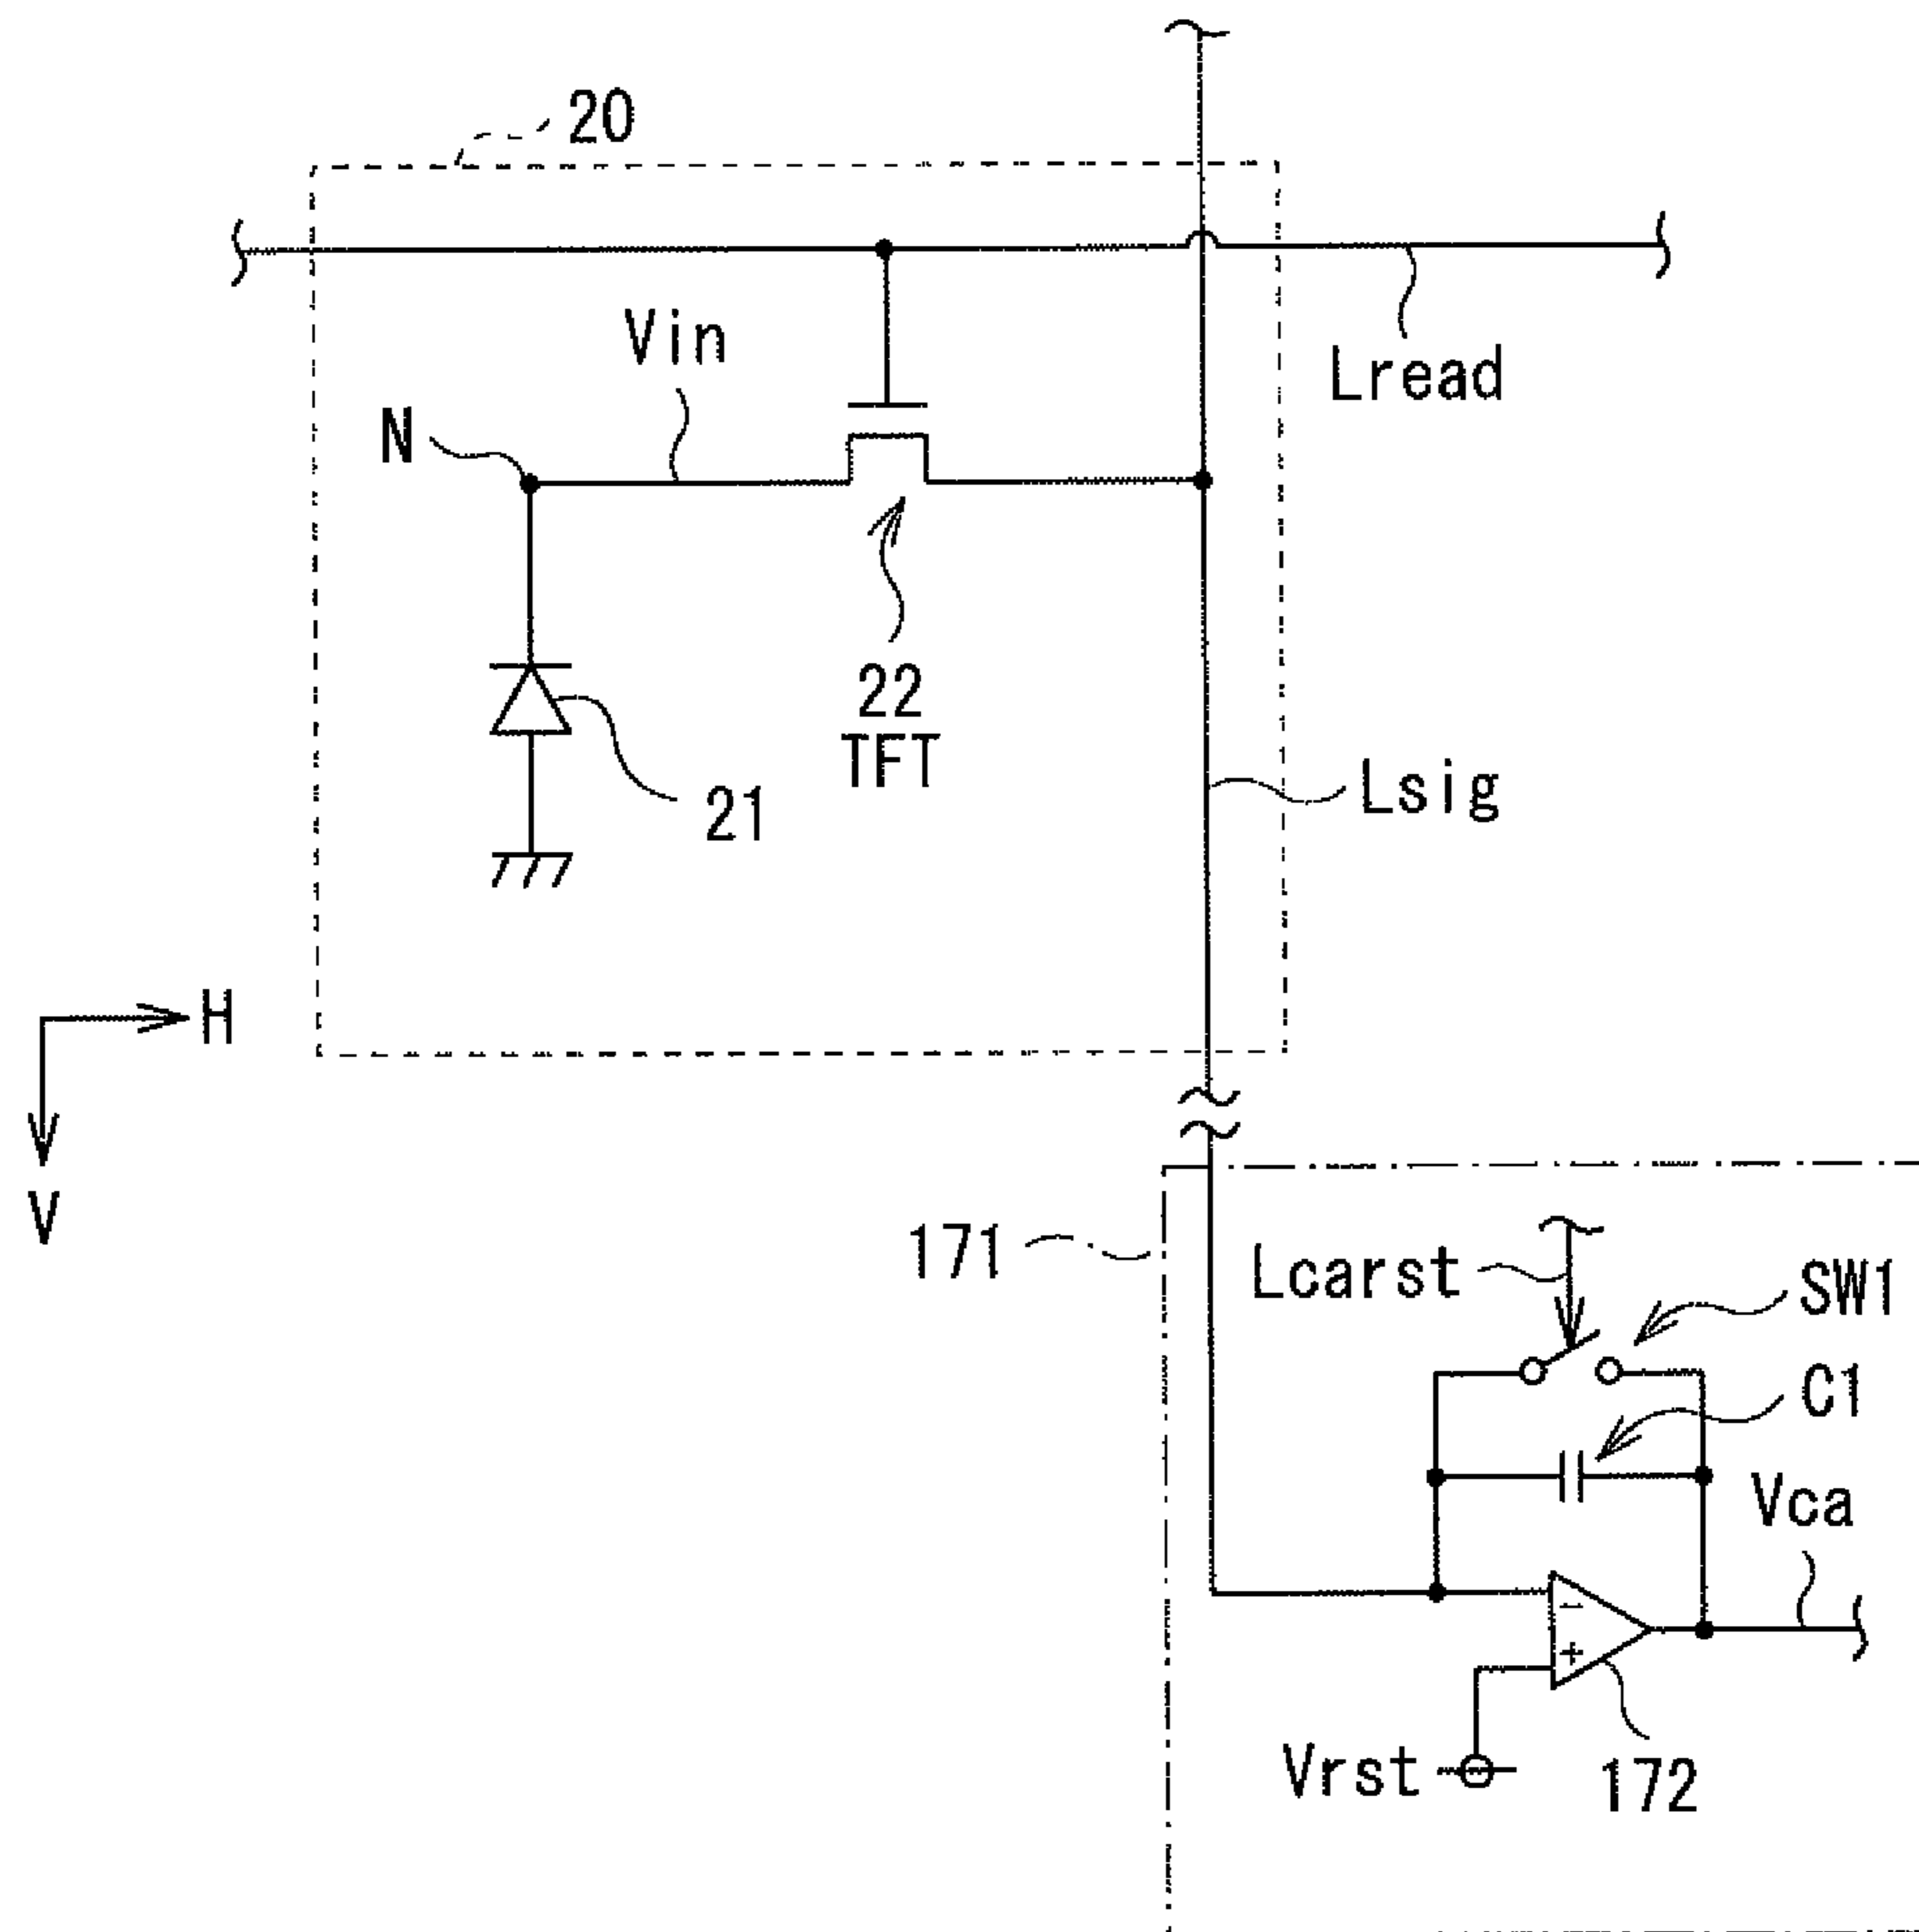 20
Vin
Lread
N
22
TFT
21
Lsig
H
V
171
Lcarst
SW1
C1
Vca
−
+
Vrst
172